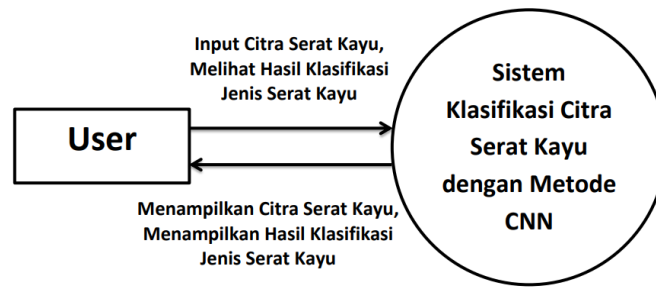 Input Citra Serat Kayu,
Melihat Hasil Klasifikasi
Jenis Serat Kayu
User
Menampilkan Citra Serat Kayu,
Menampilkan Hasil Klasifikasi
Jenis Serat Kayu
Sistem
Klasifikasi Citra
Serat Kayu
dengan Metode
CNN